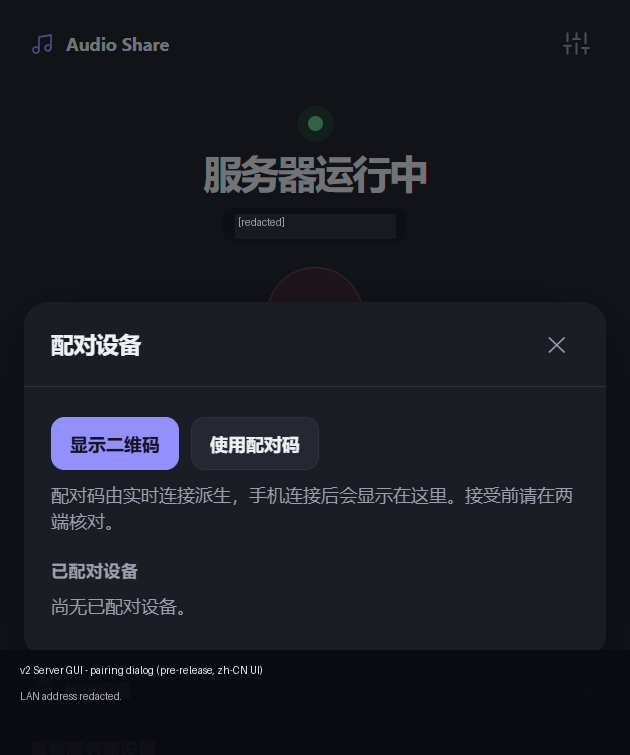 Audio Share
服务器运行中
[redacted]
配对设备
显示二维码
使用配对码
配对码由实时连接派生，手机连接后会显示在这里。接受前请在两
端核对。
已配对设备
尚无已配对设备。
v2 Server GUI - pairing dialog (pre-release, zh-CN UI)
LAN address redacted.